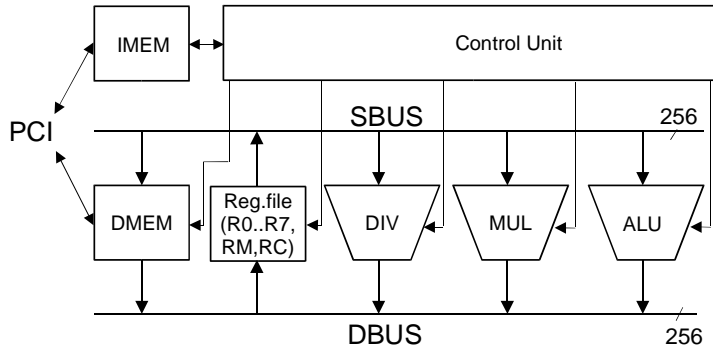 IMEM
Control Unit
PCI
SBUS
256
DMEM
Reg.file
(R0..R7,
RM,RC)
DIV
MUL
ALU
DBUS
256